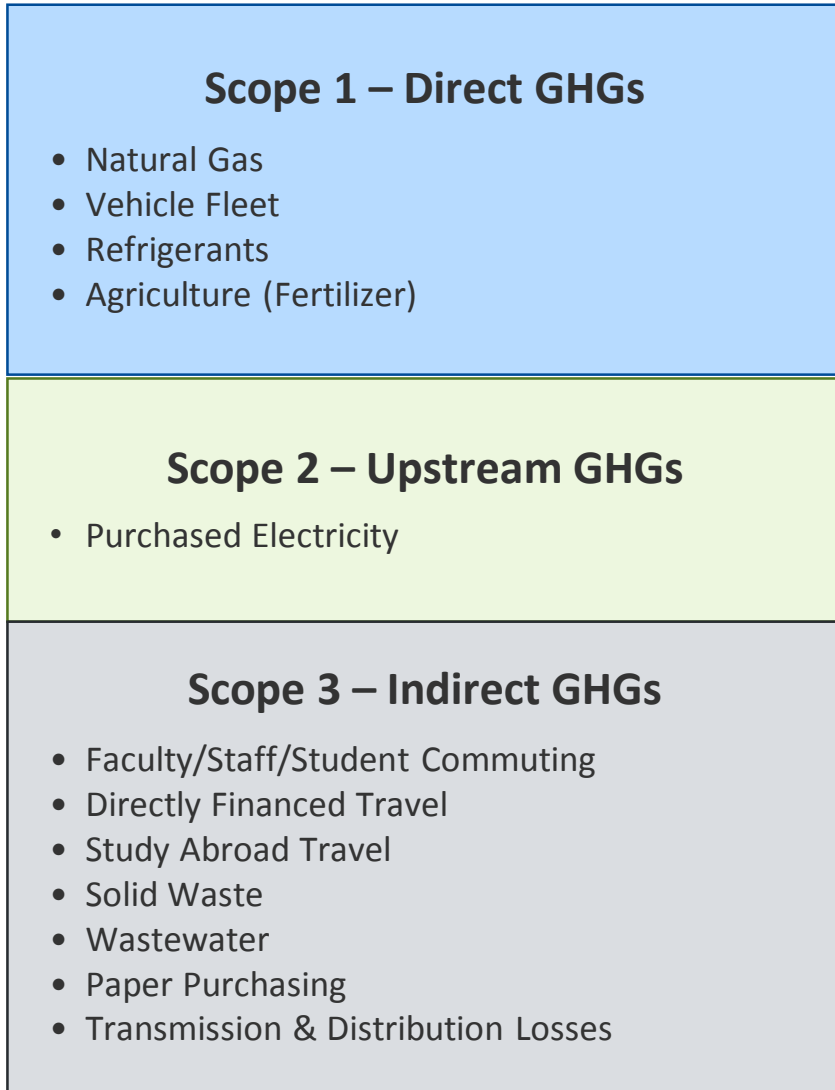 Scope 1 – Direct GHGs
• Natural Gas
• Vehicle Fleet
• Refrigerants
• Agriculture (Fertilizer)
Scope 2 – Upstream GHGs
• Purchased Electricity
Scope 3 – Indirect GHGs
• Faculty/Staff/Student Commuting
• Directly Financed Travel
• Study Abroad Travel
• Solid Waste
• Wastewater
• Paper Purchasing
• Transmission & Distribution Losses